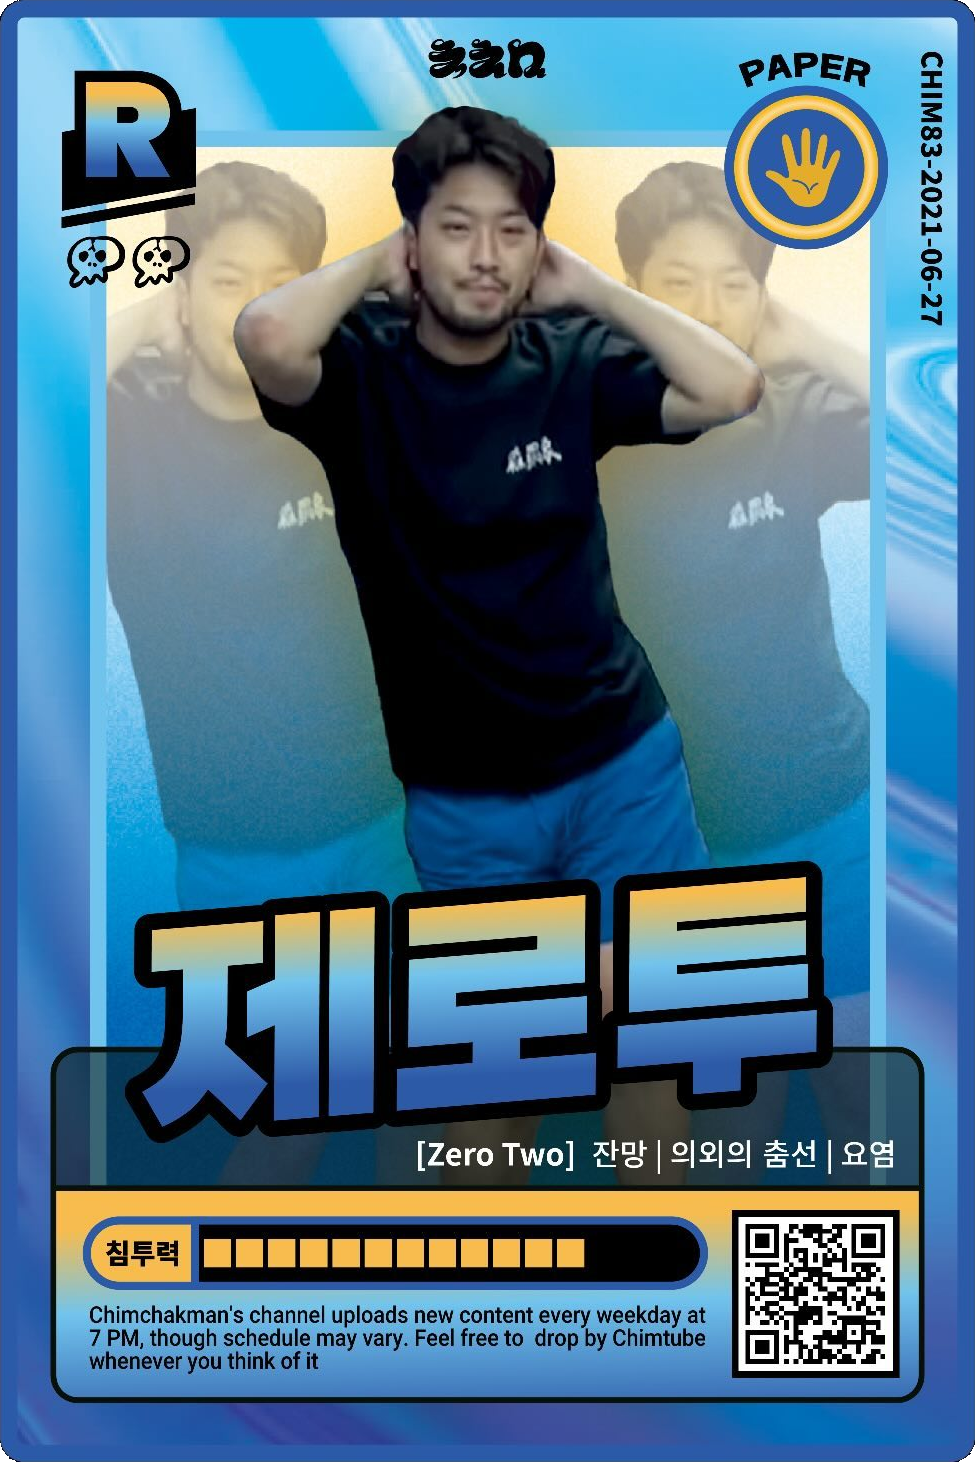 R
PAPER
CHIM83-2021-06-27
제로투
[Zero Two] 잔망 | 의외의 춤선 | 요염
침투력
Chimchakman's channel uploads new content every weekday at
7 PM, though schedule may vary. Feel free to drop by Chimtube
whenever you think of it